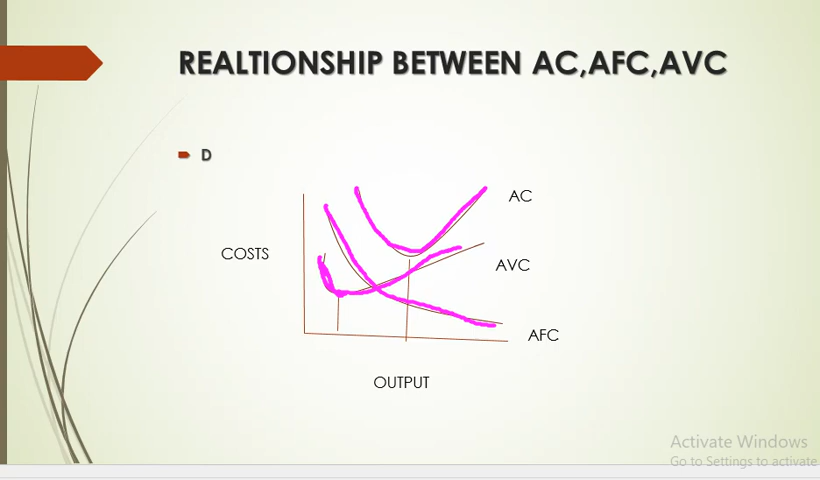 REALTIONSHIP BETWEEN AC,AFC,AVC
D
AC
COSTS
AVC
AFC
OUTPUT
Activate Windows
Go to Settings to activate